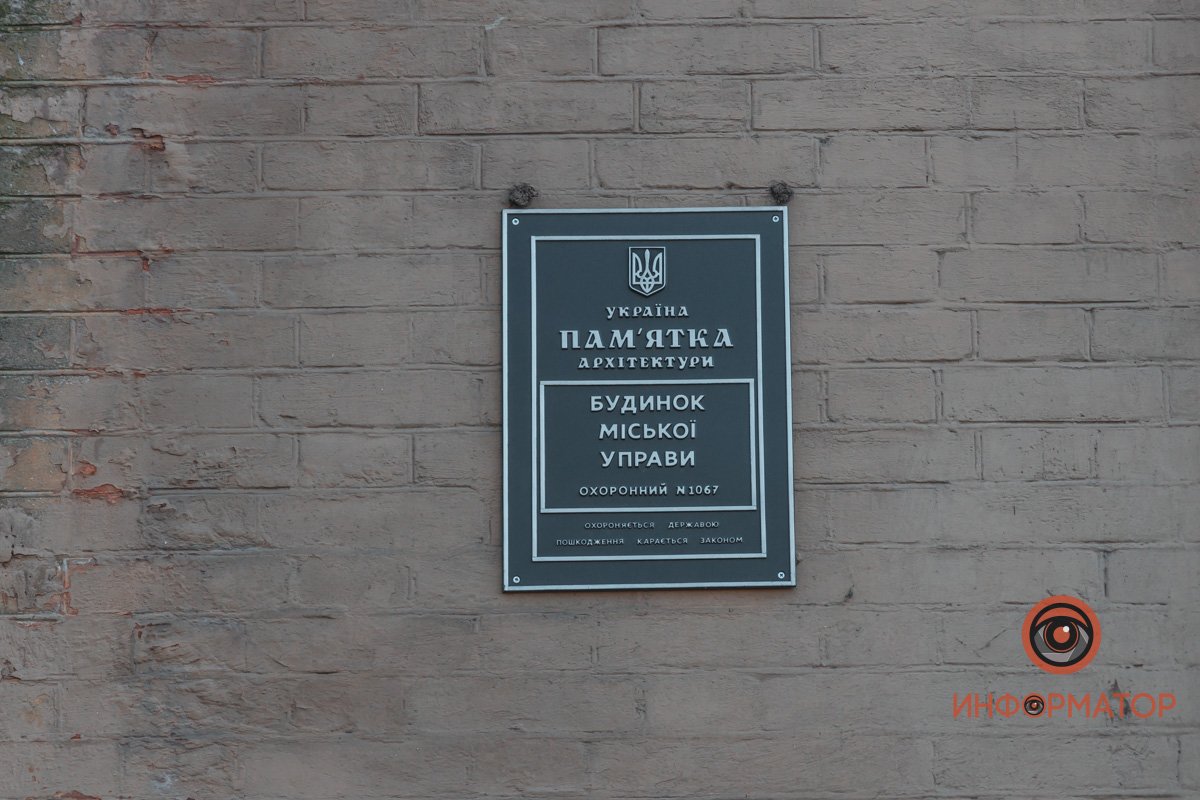 УКРАЇНА
ПАМ'ЯТКА
АРХІТЕКТУРИ
БУДИНОК
МІСЬКОЇ
УПРАВИ
ОХОРОННИЙ №1067
ОХОРОНЯЄТЬСЯ ДЕРЖАВОЮ
ПОШКОДЖЕННЯ КАРАЄТЬСЯ ЗАКОНОМ
ИНФОРМАТОР